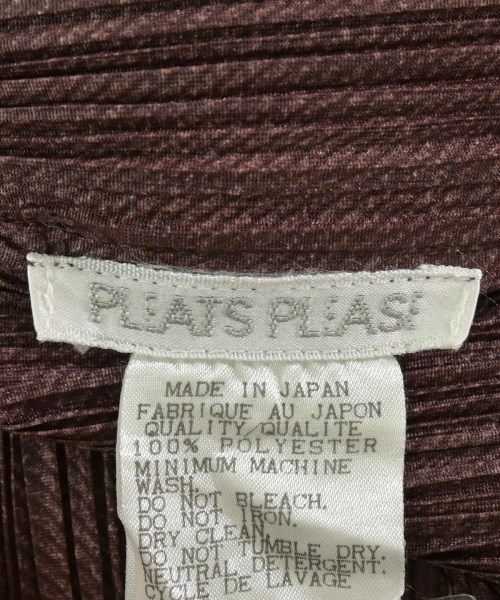 PLEATS PLEASE
MADE IN JAPAN
FABRIQUE AU JAPON
QUALITY/QUALITE
100% POLYESTER
MINIMUM MACHINE
WASH.
DO NOT BLEACH.
DO NOT IRON.
DRY CLEAN
DO NOT TUMBLE DRY.
NEUTRAL DETERGENT.
CYCLE DE LAVAGE